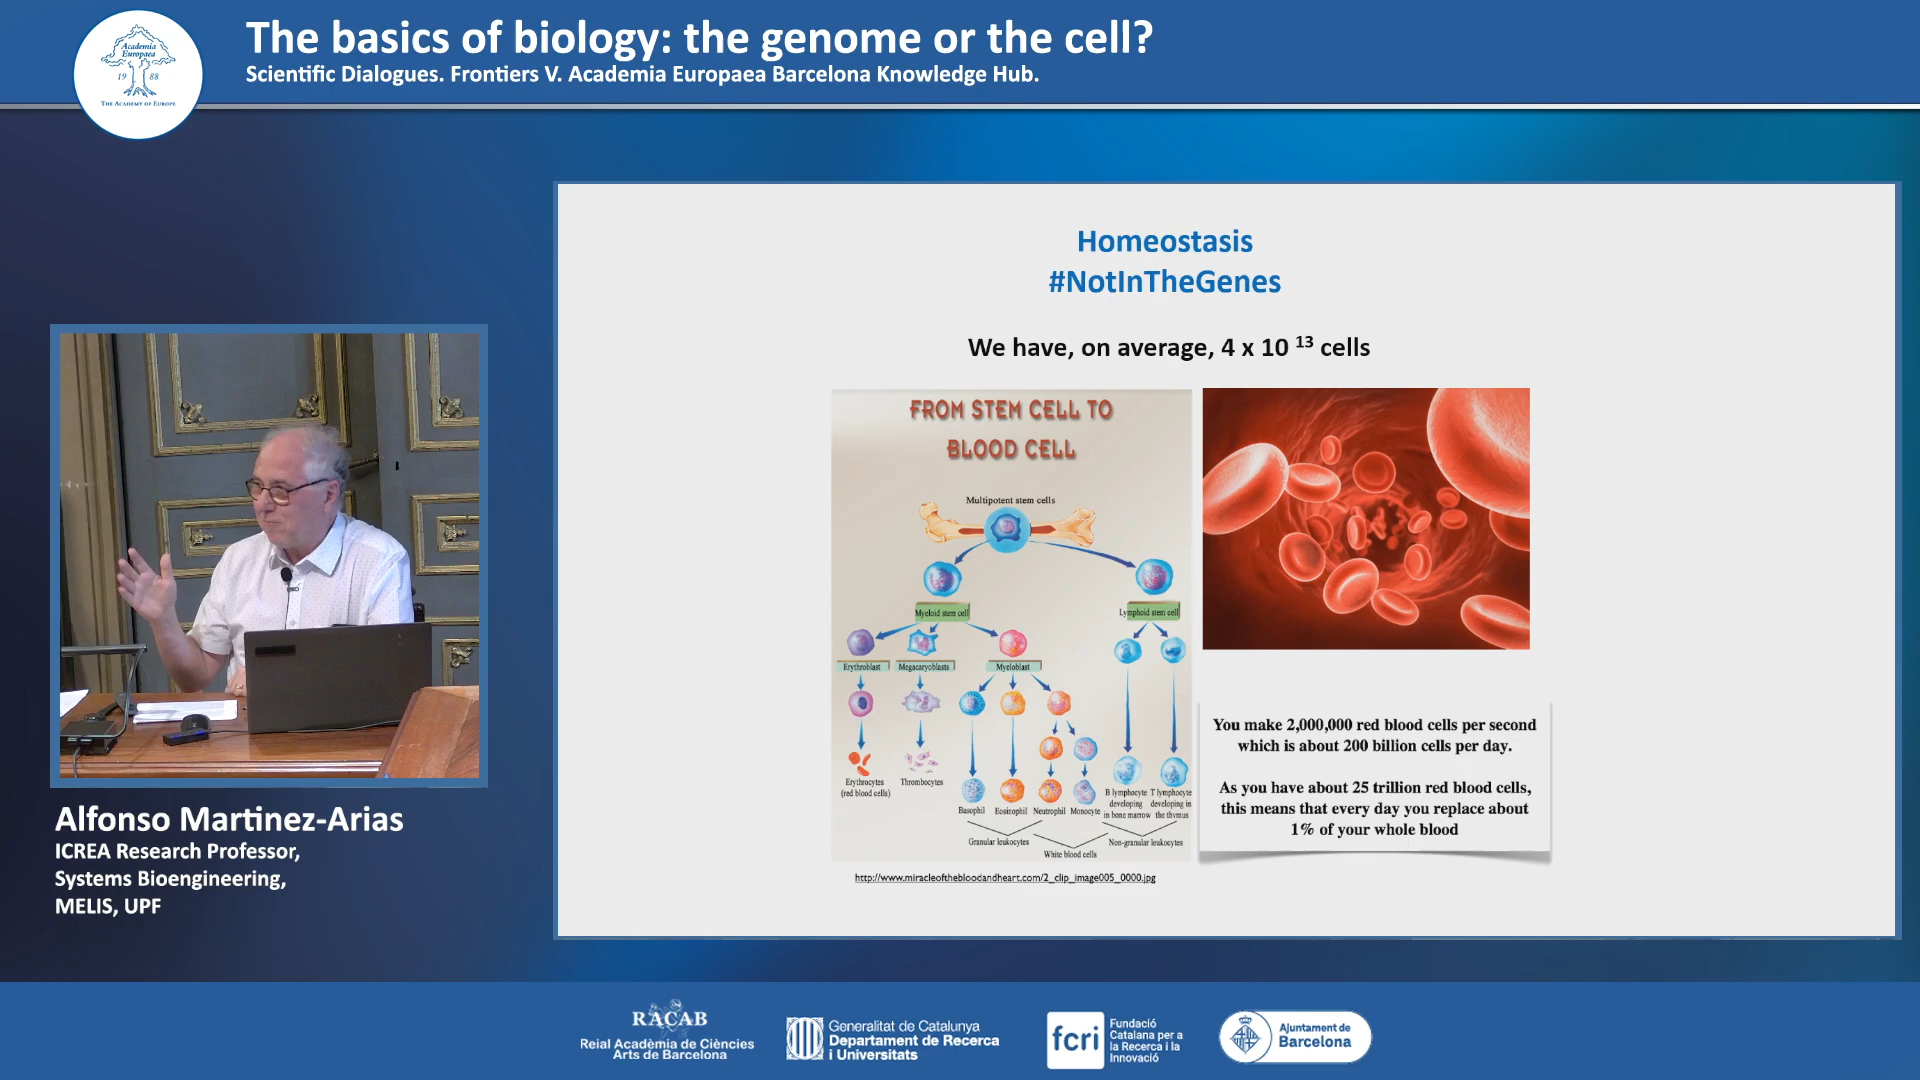 The basics of biology: the genome or the cell?
Scientific Dialogues. Frontiers V. Academia Europaea Barcelona Knowledge Hub.
Academia
Europaea
19 88
THE ACADEMY OF EUROPE
Homeostasis
#NotInTheGenes
We have, on average, 4 x 10 13 cells
FROM STEM CELL TO
BLOOD CELL
Multipotent stem cells
Myeloid stem cell
Lymphoid stem cell
Erythroblast
Megacaryoblasts
Myeloblast
Erythrocytes
(red blood cells)
Thrombocytes
Basophil
Eosinophil
Neutrophil
Monocyte
B lymphocyte
developing
in bone marrow
T lymphocyte
developing in
the thymus
Granular leukocytes
Non-granular leukocytes
White blood cells
http://www.miracleofthebloodandheart.com/2_clip_image005_0000.jpg
You make 2,000,000 red blood cells per second
which is about 200 billion cells per day.
As you have about 25 trillion red blood cells,
this means that every day you replace about
1% of your whole blood
Alfonso Martinez-Arias
ICREA Research Professor,
Systems Bioengineering,
MELIS, UPF
RACAB
Reial Acadèmia de Ciències
Arts de Barcelona
Generalitat de Catalunya
Departament de Recerca
i Universitats
fcri
Fundació
Catalana per a
la Recerca i la
Innovació
Ajuntament de
Barcelona